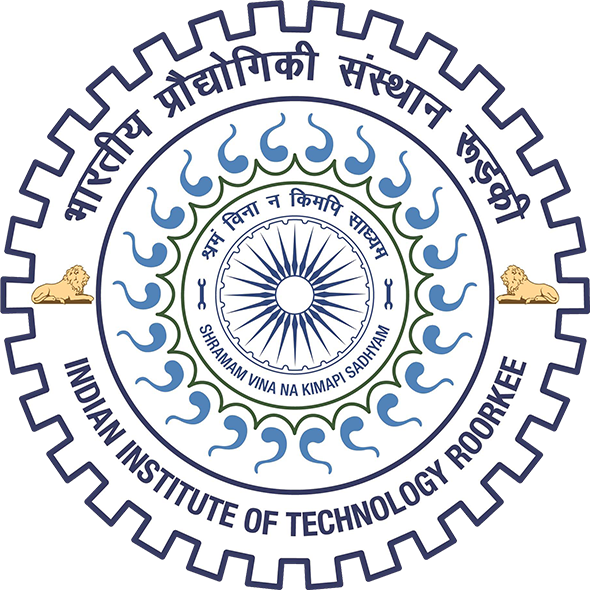 भारतीय प्रौद्योगिकी संस्थान रूड़की
श्रमं विना न किमपि साध्यम
SHRAMAM VINA NA KIMAPI SADHYAM
INDIAN INSTITUTE OF TECHNOLOGY ROORKEE